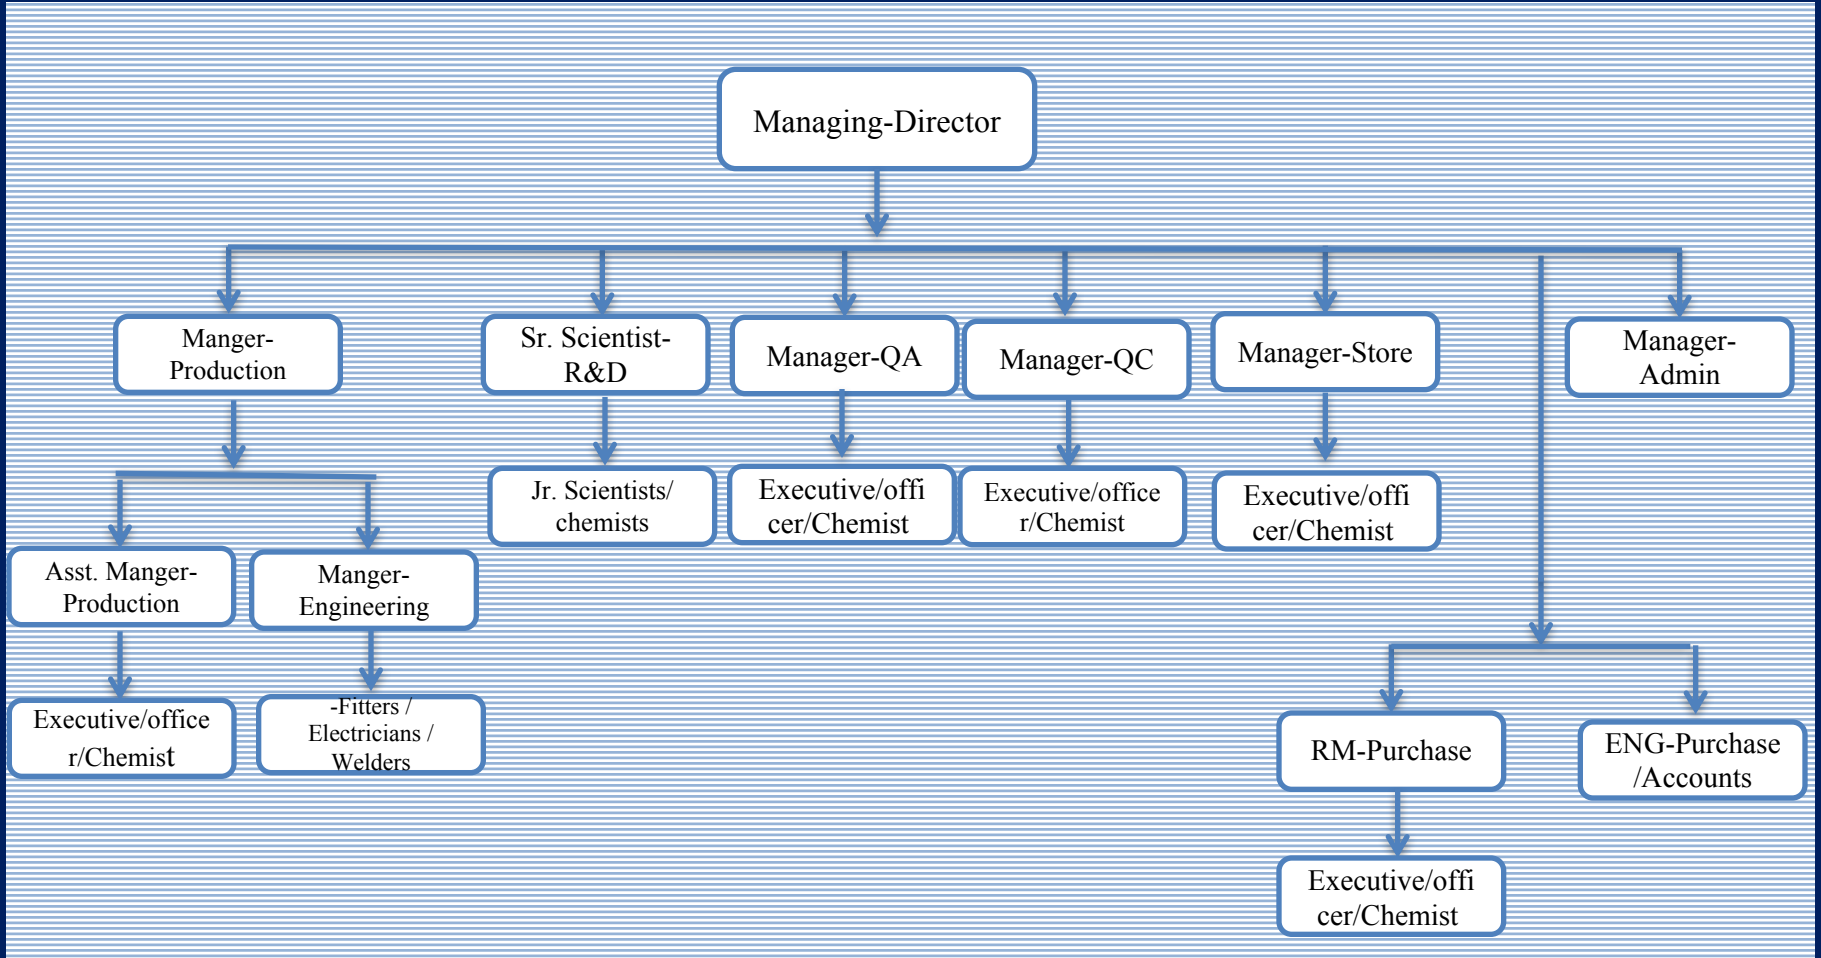 Managing-Director
Manger-
Production
Sr. Scientist-
R&D
Manager-QA
Manager-QC
Manager-Store
Manager-
Admin
Jr. Scientists/
chemists
Executive/offi
cer/Chemist
Executive/office
r/Chemist
Executive/offi
cer/Chemist
Asst. Manger-
Production
Manger-
Engineering
Executive/office
r/Chemist
-Fitters /
Electricians /
Welders
RM-Purchase
ENG-Purchase
/Accounts
Executive/offi
cer/Chemist